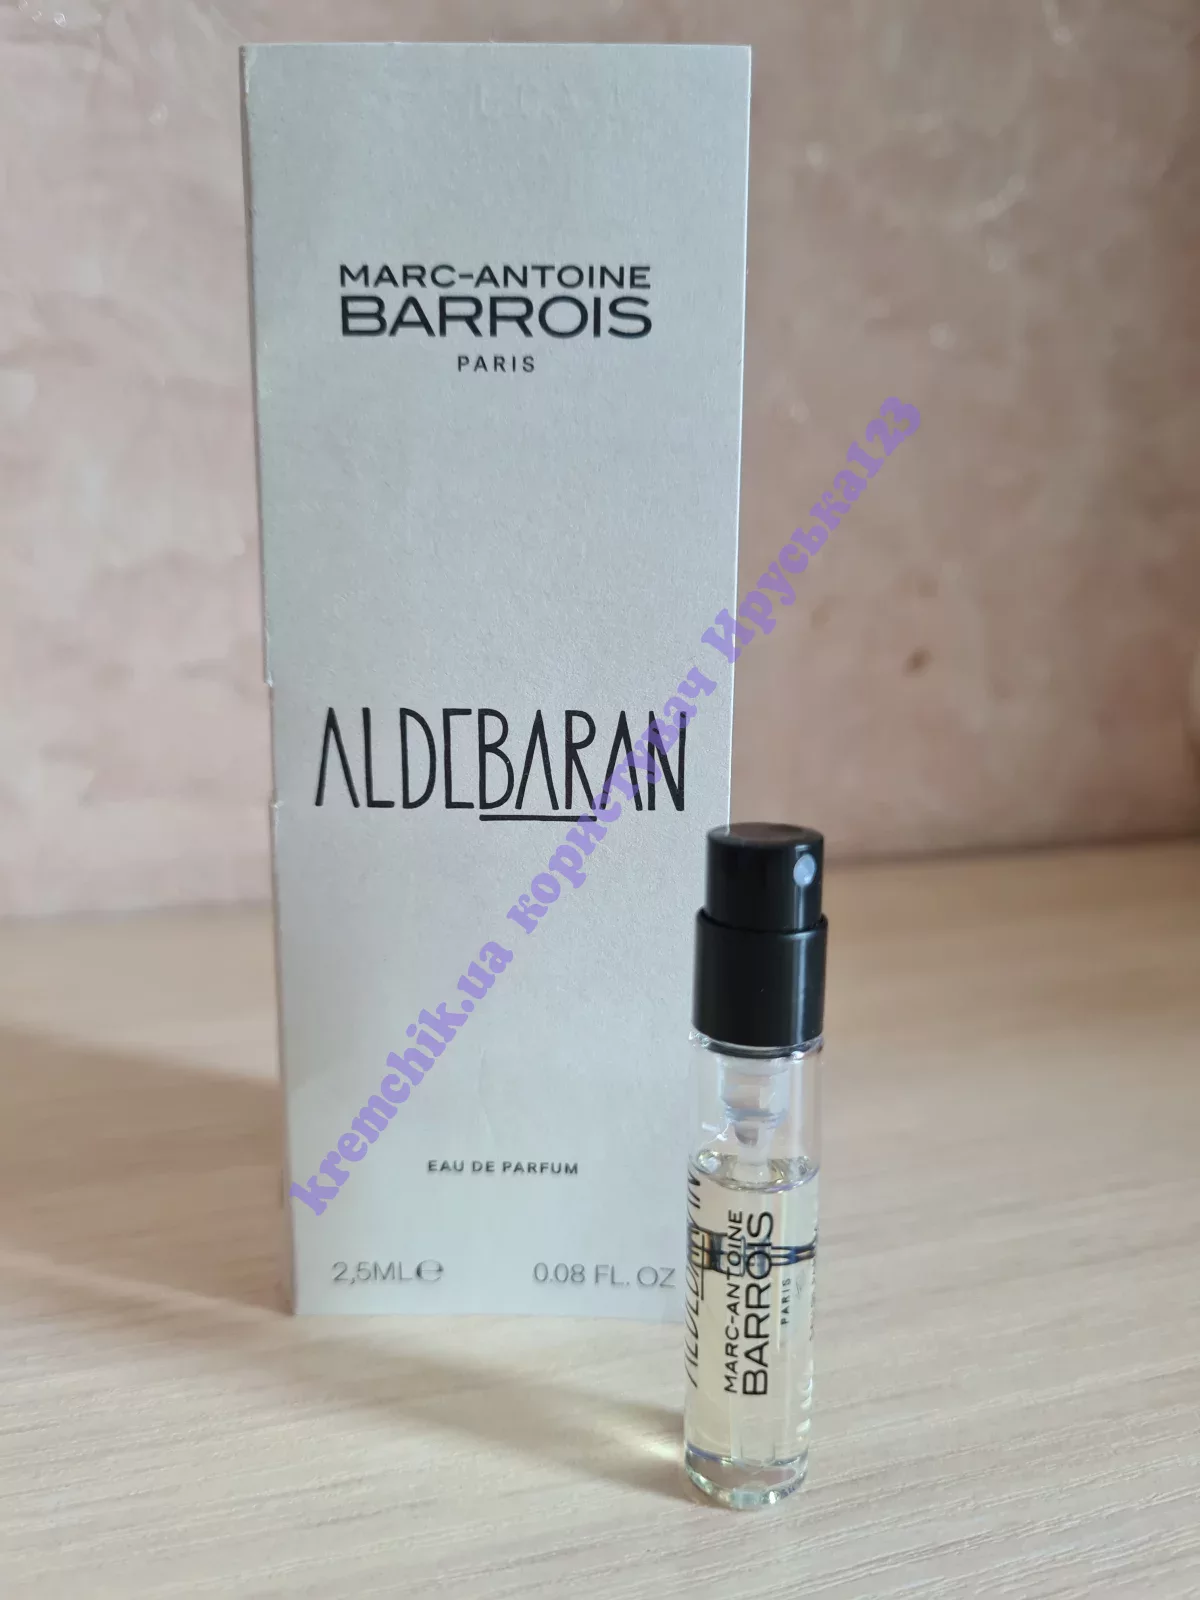 MARC-ANTOINE
BARROIS
PARIS
ALDEBARAN
kremchik.ua користувач Ируська123
EAU DE PARFUM
2,5ML℮ 0.08 FL. OZ
ALDEBARAN
MARC-ANTOINE
BARROIS
PARIS